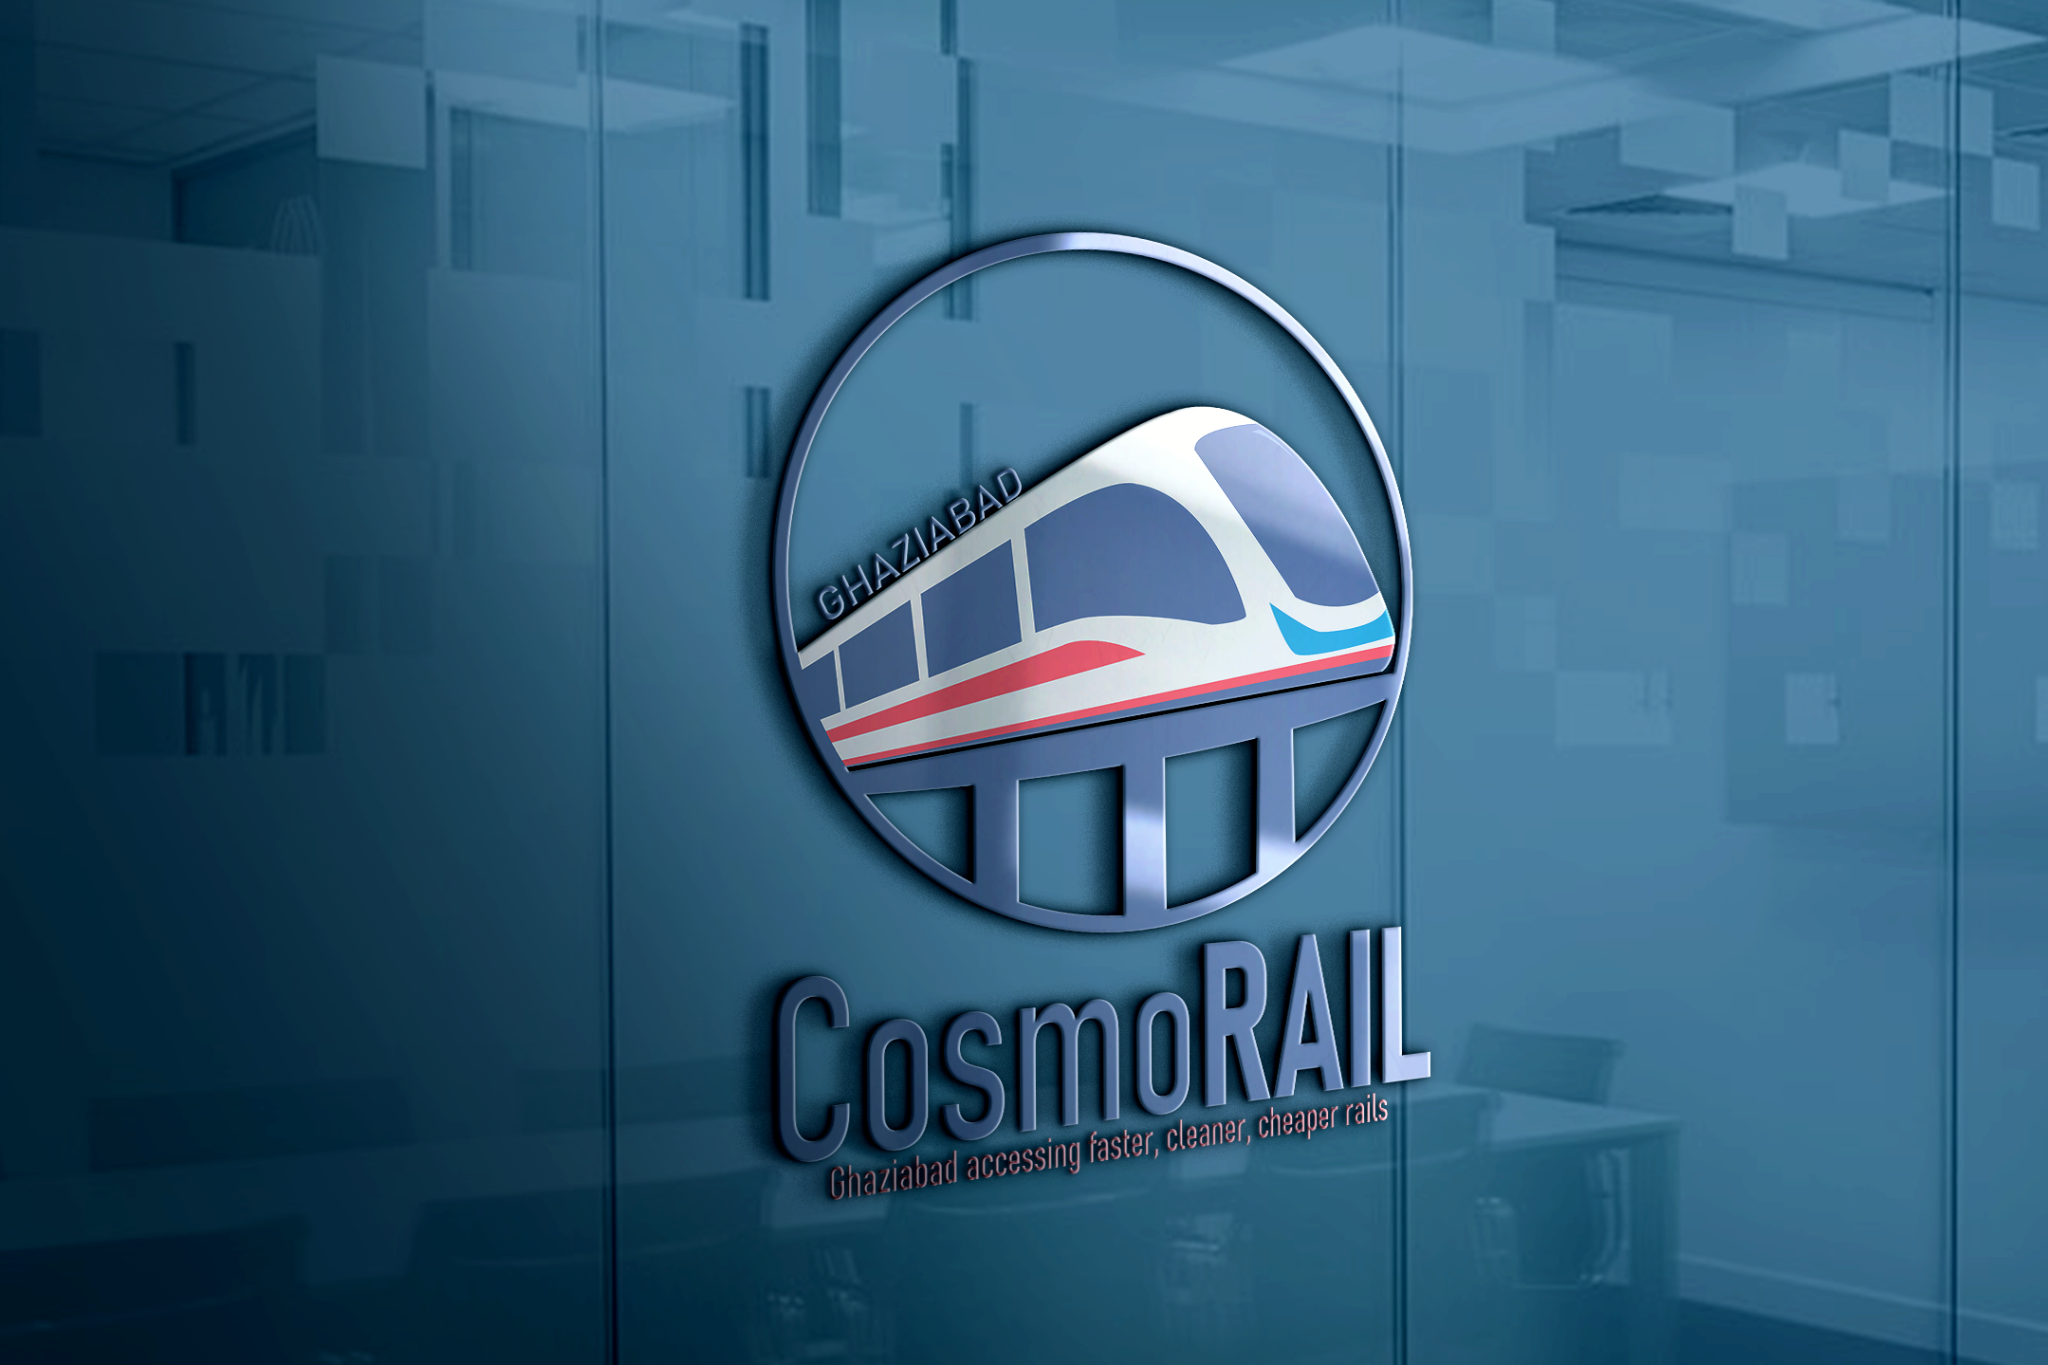 GHAZIABAD
CosmoRAIL
Ghaziabad accessing faster, cleaner, cheaper rails